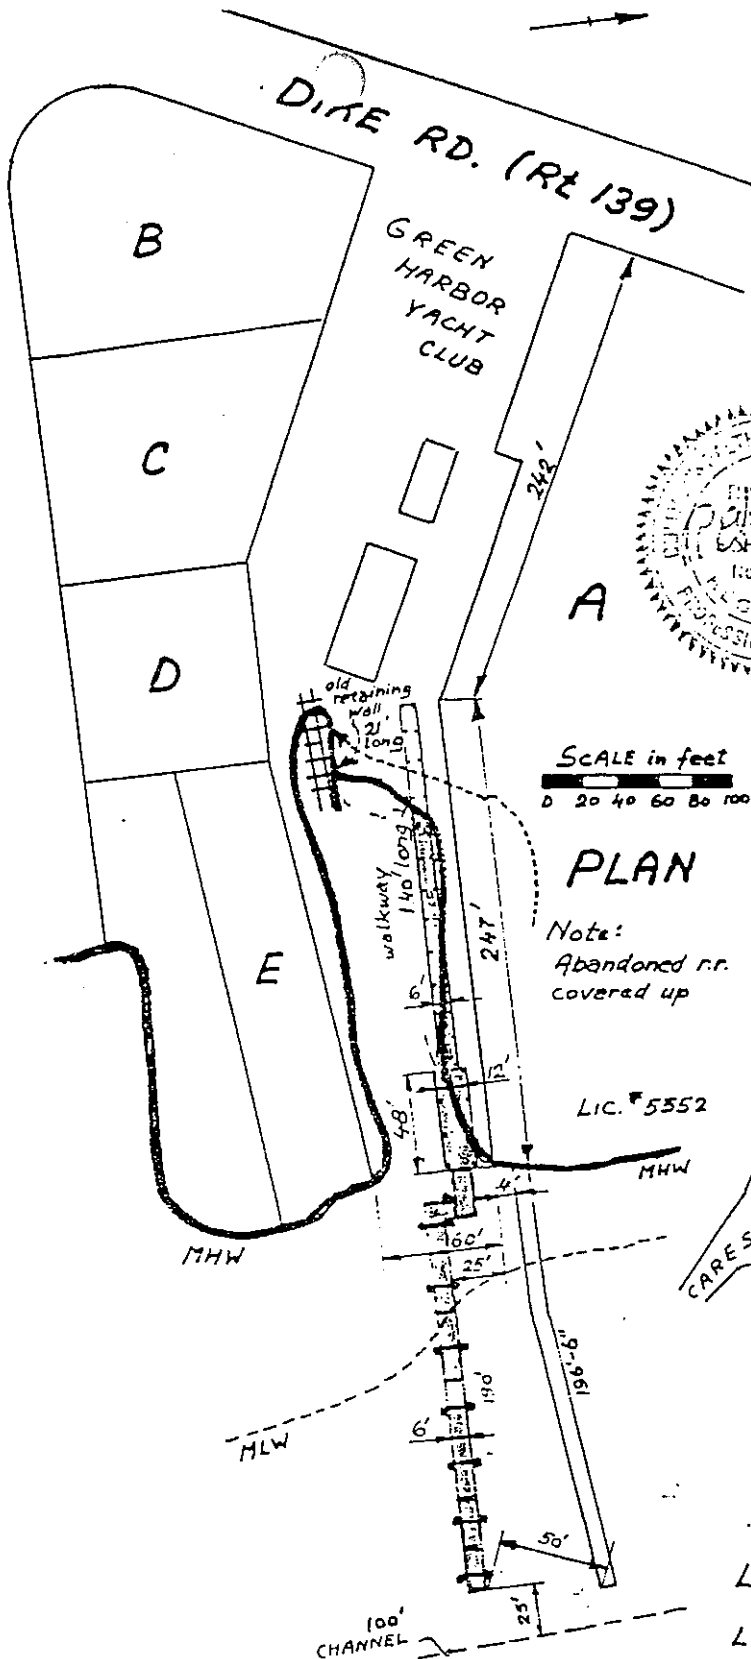 DIKE RD. (Rt 139)
GREEN
HARBOR
YACHT
CLUB
B
C
D
E
A
242'
old
retaining
wall
21'
long
SCALE in feet
0 20 40 60 80 100
PLAN
Note:
Abandoned r.r.
covered up
walkway
140' long
247'
6'
12'
48'
LIC. #5552
MHW
4'
60'
25'
MHW
CARES
MLW
6'
190'
196'-6"
50'
25'
100'
CHANNEL
L
L